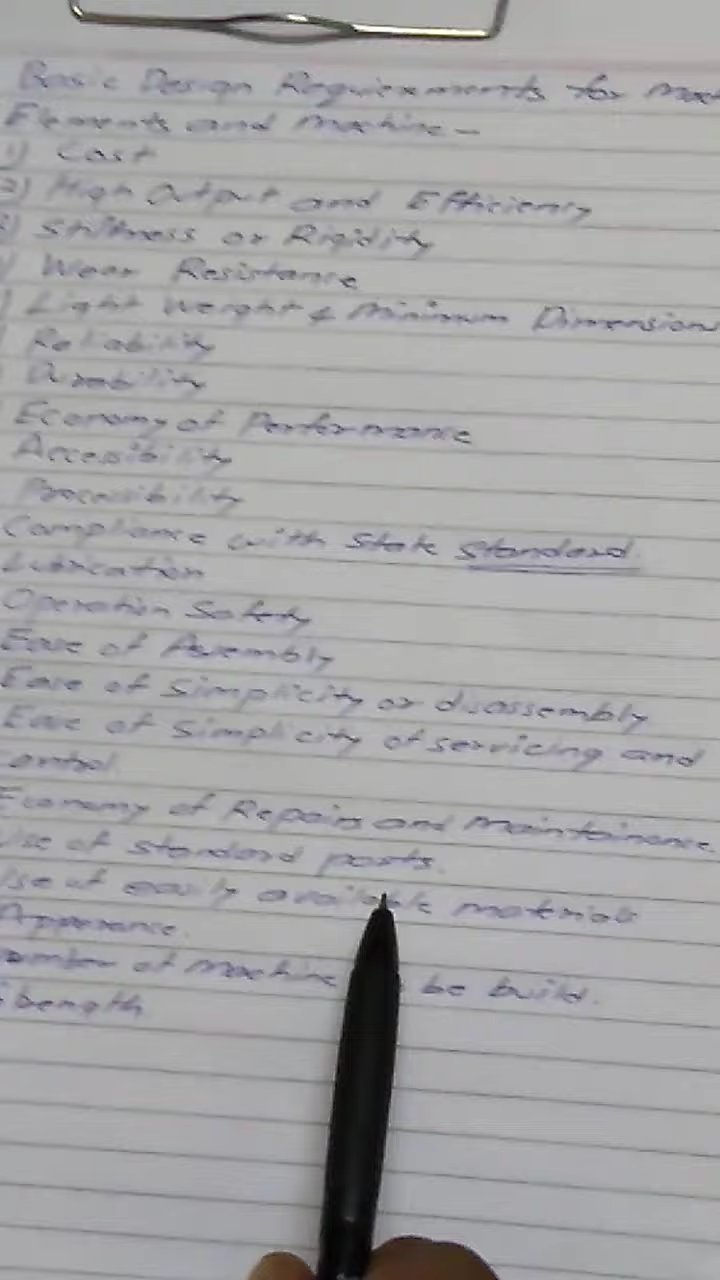 Basic Design Requirements for
Elements and Machine -
1) Cost
2) High Output and Efficiency
3) Stiffness or Rigidity
Wear Resistance
Light Weight & Minimum Dimension
Reliability
Durability
Economy of Performance
Accessibility
Processibility
Compliance with State Standard.
Lubrication
Operation Safety
Ease of Assembly
Ease of Simplicity or disassembly
Ease of Simplicity of servicing and
control.
Economy of Repairs and Maintainance.
Use of standard parts.
Use of easily available materials
Apperance.
Number of machine be build.
Strength